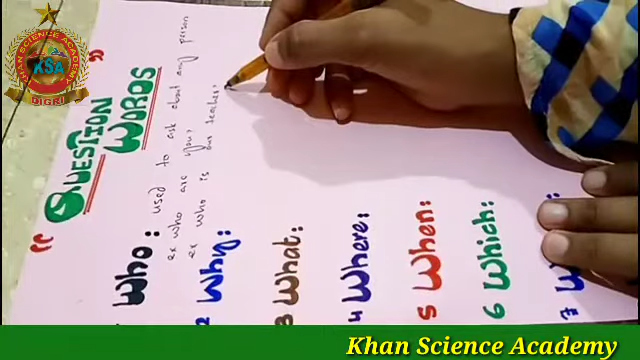 KHAN SCIENCE ACADEMY
KSA
DIGRI
"QUESTION
WORDS"
Who: used to ask about any person
ex who are you?
ex who is our teacher?
2 Why:
3 What:
4 Where:
5 When:
6 Which:
7 W
Khan Science Academy